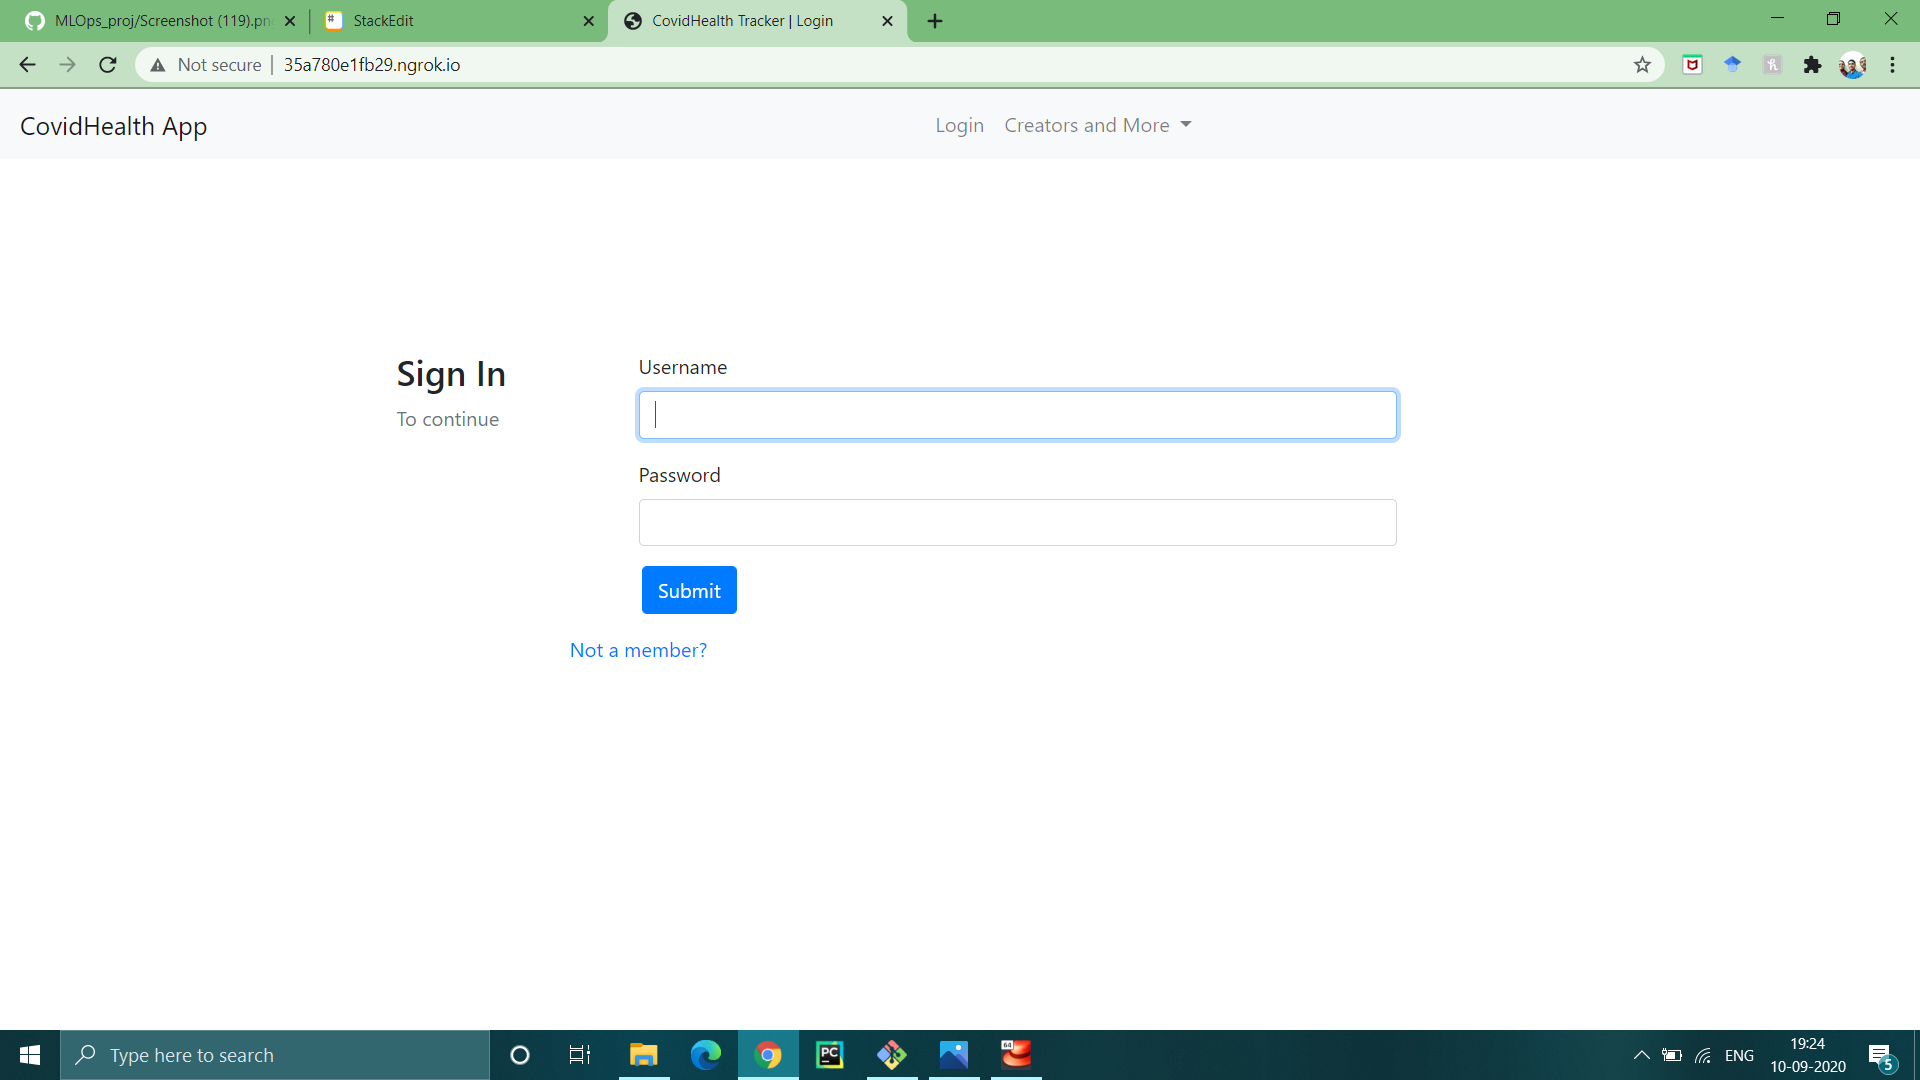 MLOps_proj/Screenshot (119).pn
StackEdit
CovidHealth Tracker | Login
Not secure
35a780e1fb29.ngrok.io
CovidHealth App
Login
Creators and More
Sign In
To continue
Username
Password
Submit
Not a member?
Type here to search
PC
64
ENG
19:24
10-09-2020
5